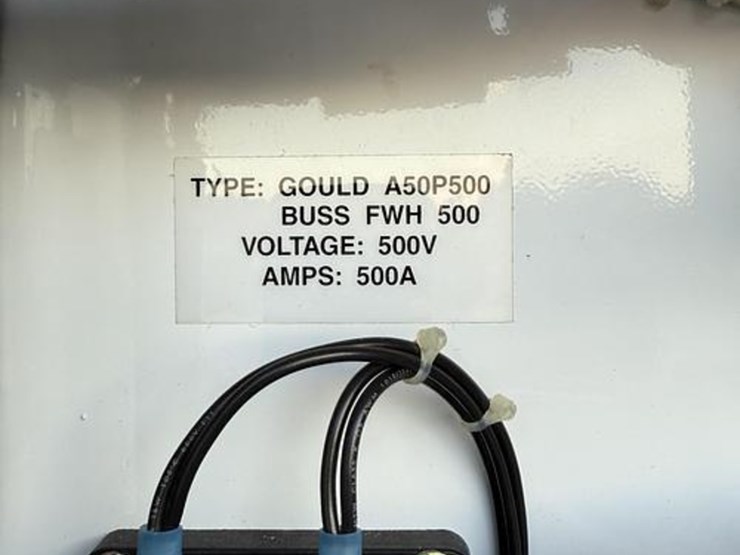 TYPE: GOULD A50P500
BUSS FWH 500
VOLTAGE: 500V
AMPS: 500A